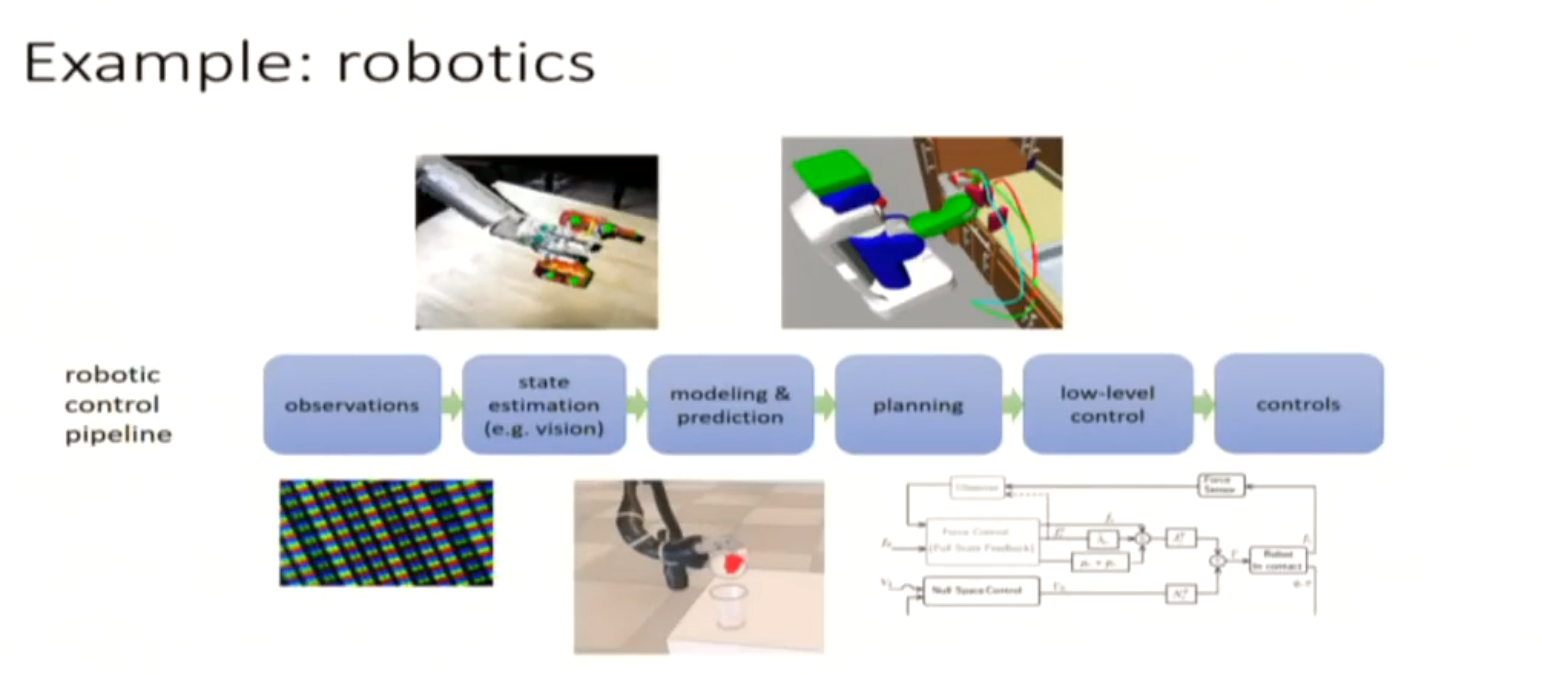 Example: robotics
robotic
control
pipeline
observations
state
estimation
(e.g. vision)
modeling &
prediction
planning
low-level
control
controls
Observer
Force
Sensor
Force Control
(Full State Feedback)
Robot
In contact
Null Space Control